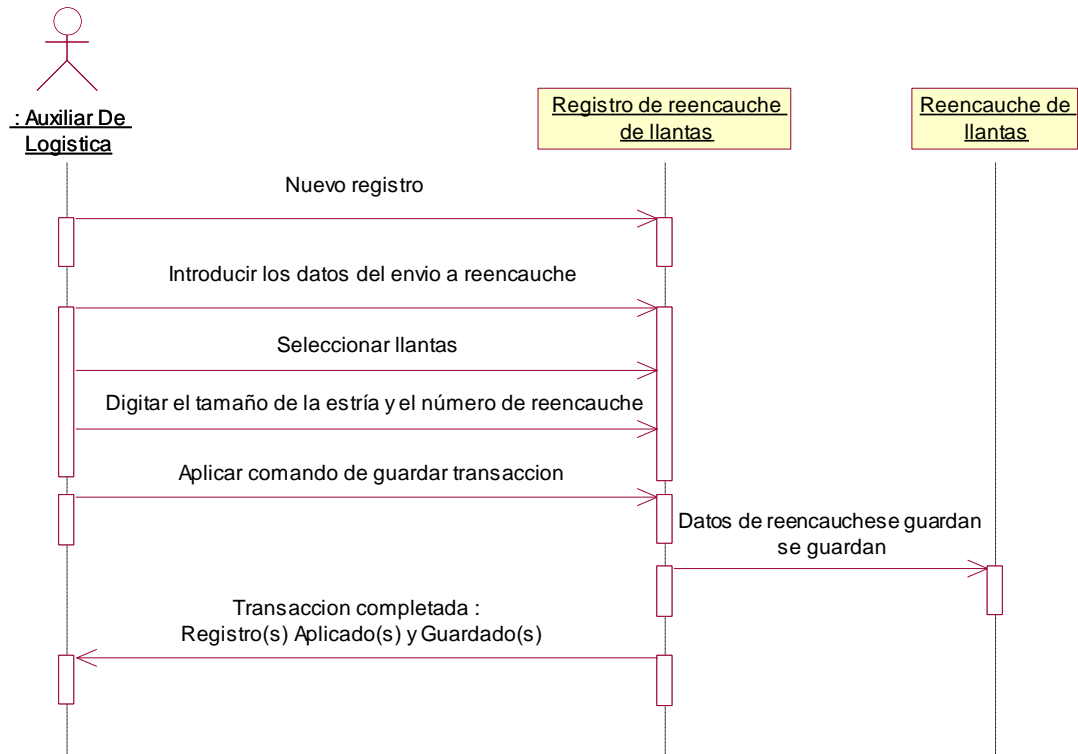 : Auxiliar De
Logistica
Registro de reencauche
de llantas
Reencauche de
llantas
Nuevo registro
Introducir los datos del envio a reencauche
Seleccionar llantas
Digitar el tamaño de la estría y el número de reencauche
Aplicar comando de guardar transaccion
Datos de reencauchese guardan
se guardan
Transaccion completada :
Registro(s) Aplicado(s) y Guardado(s)